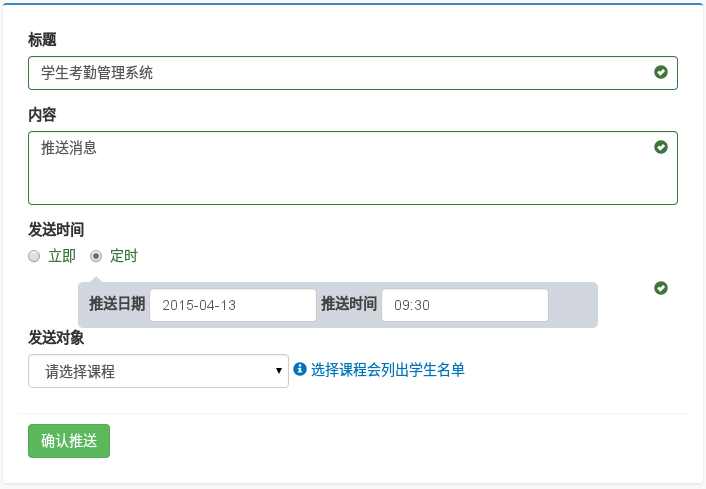 标题
学生考勤管理系统
内容
推送消息
发送时间
立即 定时
推送日期 2015-04-13 推送时间 09:30
发送对象
请选择课程 选择课程会列出学生名单
确认推送